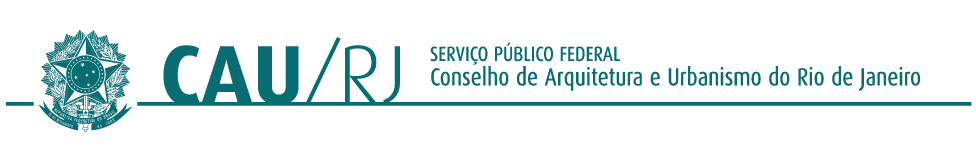 CAU/RJ
SERVIÇO PÚBLICO FEDERAL
Conselho de Arquitetura e Urbanismo do Rio de Janeiro